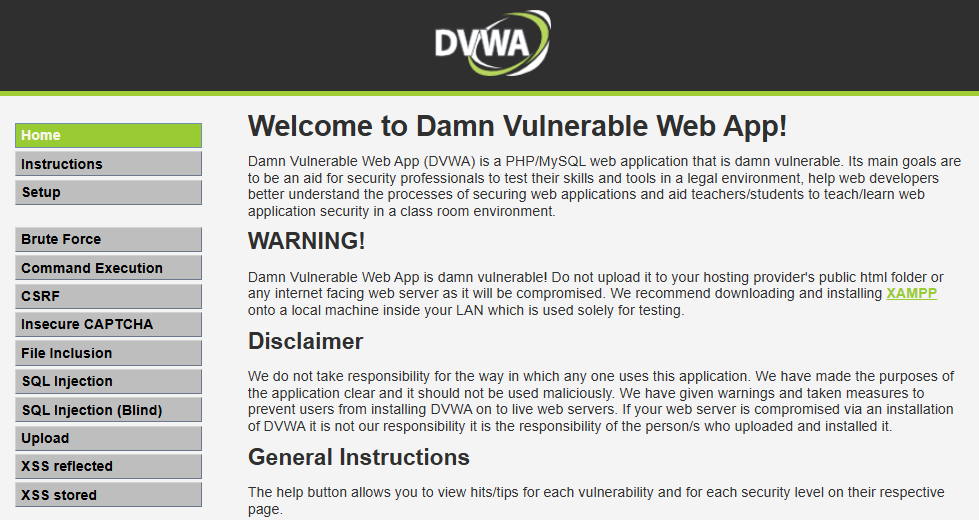 DVWA
Home
Instructions
Setup
Brute Force
Command Execution
CSRF
Insecure CAPTCHA
File Inclusion
SQL Injection
SQL Injection (Blind)
Upload
XSS reflected
XSS stored
Welcome to Damn Vulnerable Web App!
Damn Vulnerable Web App (DVWA) is a PHP/MySQL web application that is damn vulnerable. Its main goals are
to be an aid for security professionals to test their skills and tools in a legal environment, help web developers
better understand the processes of securing web applications and aid teachers/students to teach/learn web
application security in a class room environment.
WARNING!
Damn Vulnerable Web App is damn vulnerable! Do not upload it to your hosting provider's public html folder or
any internet facing web server as it will be compromised. We recommend downloading and installing XAMPP
onto a local machine inside your LAN which is used solely for testing.
Disclaimer
We do not take responsibility for the way in which any one uses this application. We have made the purposes of
the application clear and it should not be used maliciously. We have given warnings and taken measures to
prevent users from installing DVWA on to live web servers. If your web server is compromised via an installation
of DVWA it is not our responsibility it is the responsibility of the person/s who uploaded and installed it.
General Instructions
The help button allows you to view hits/tips for each vulnerability and for each security level on their respective
page.